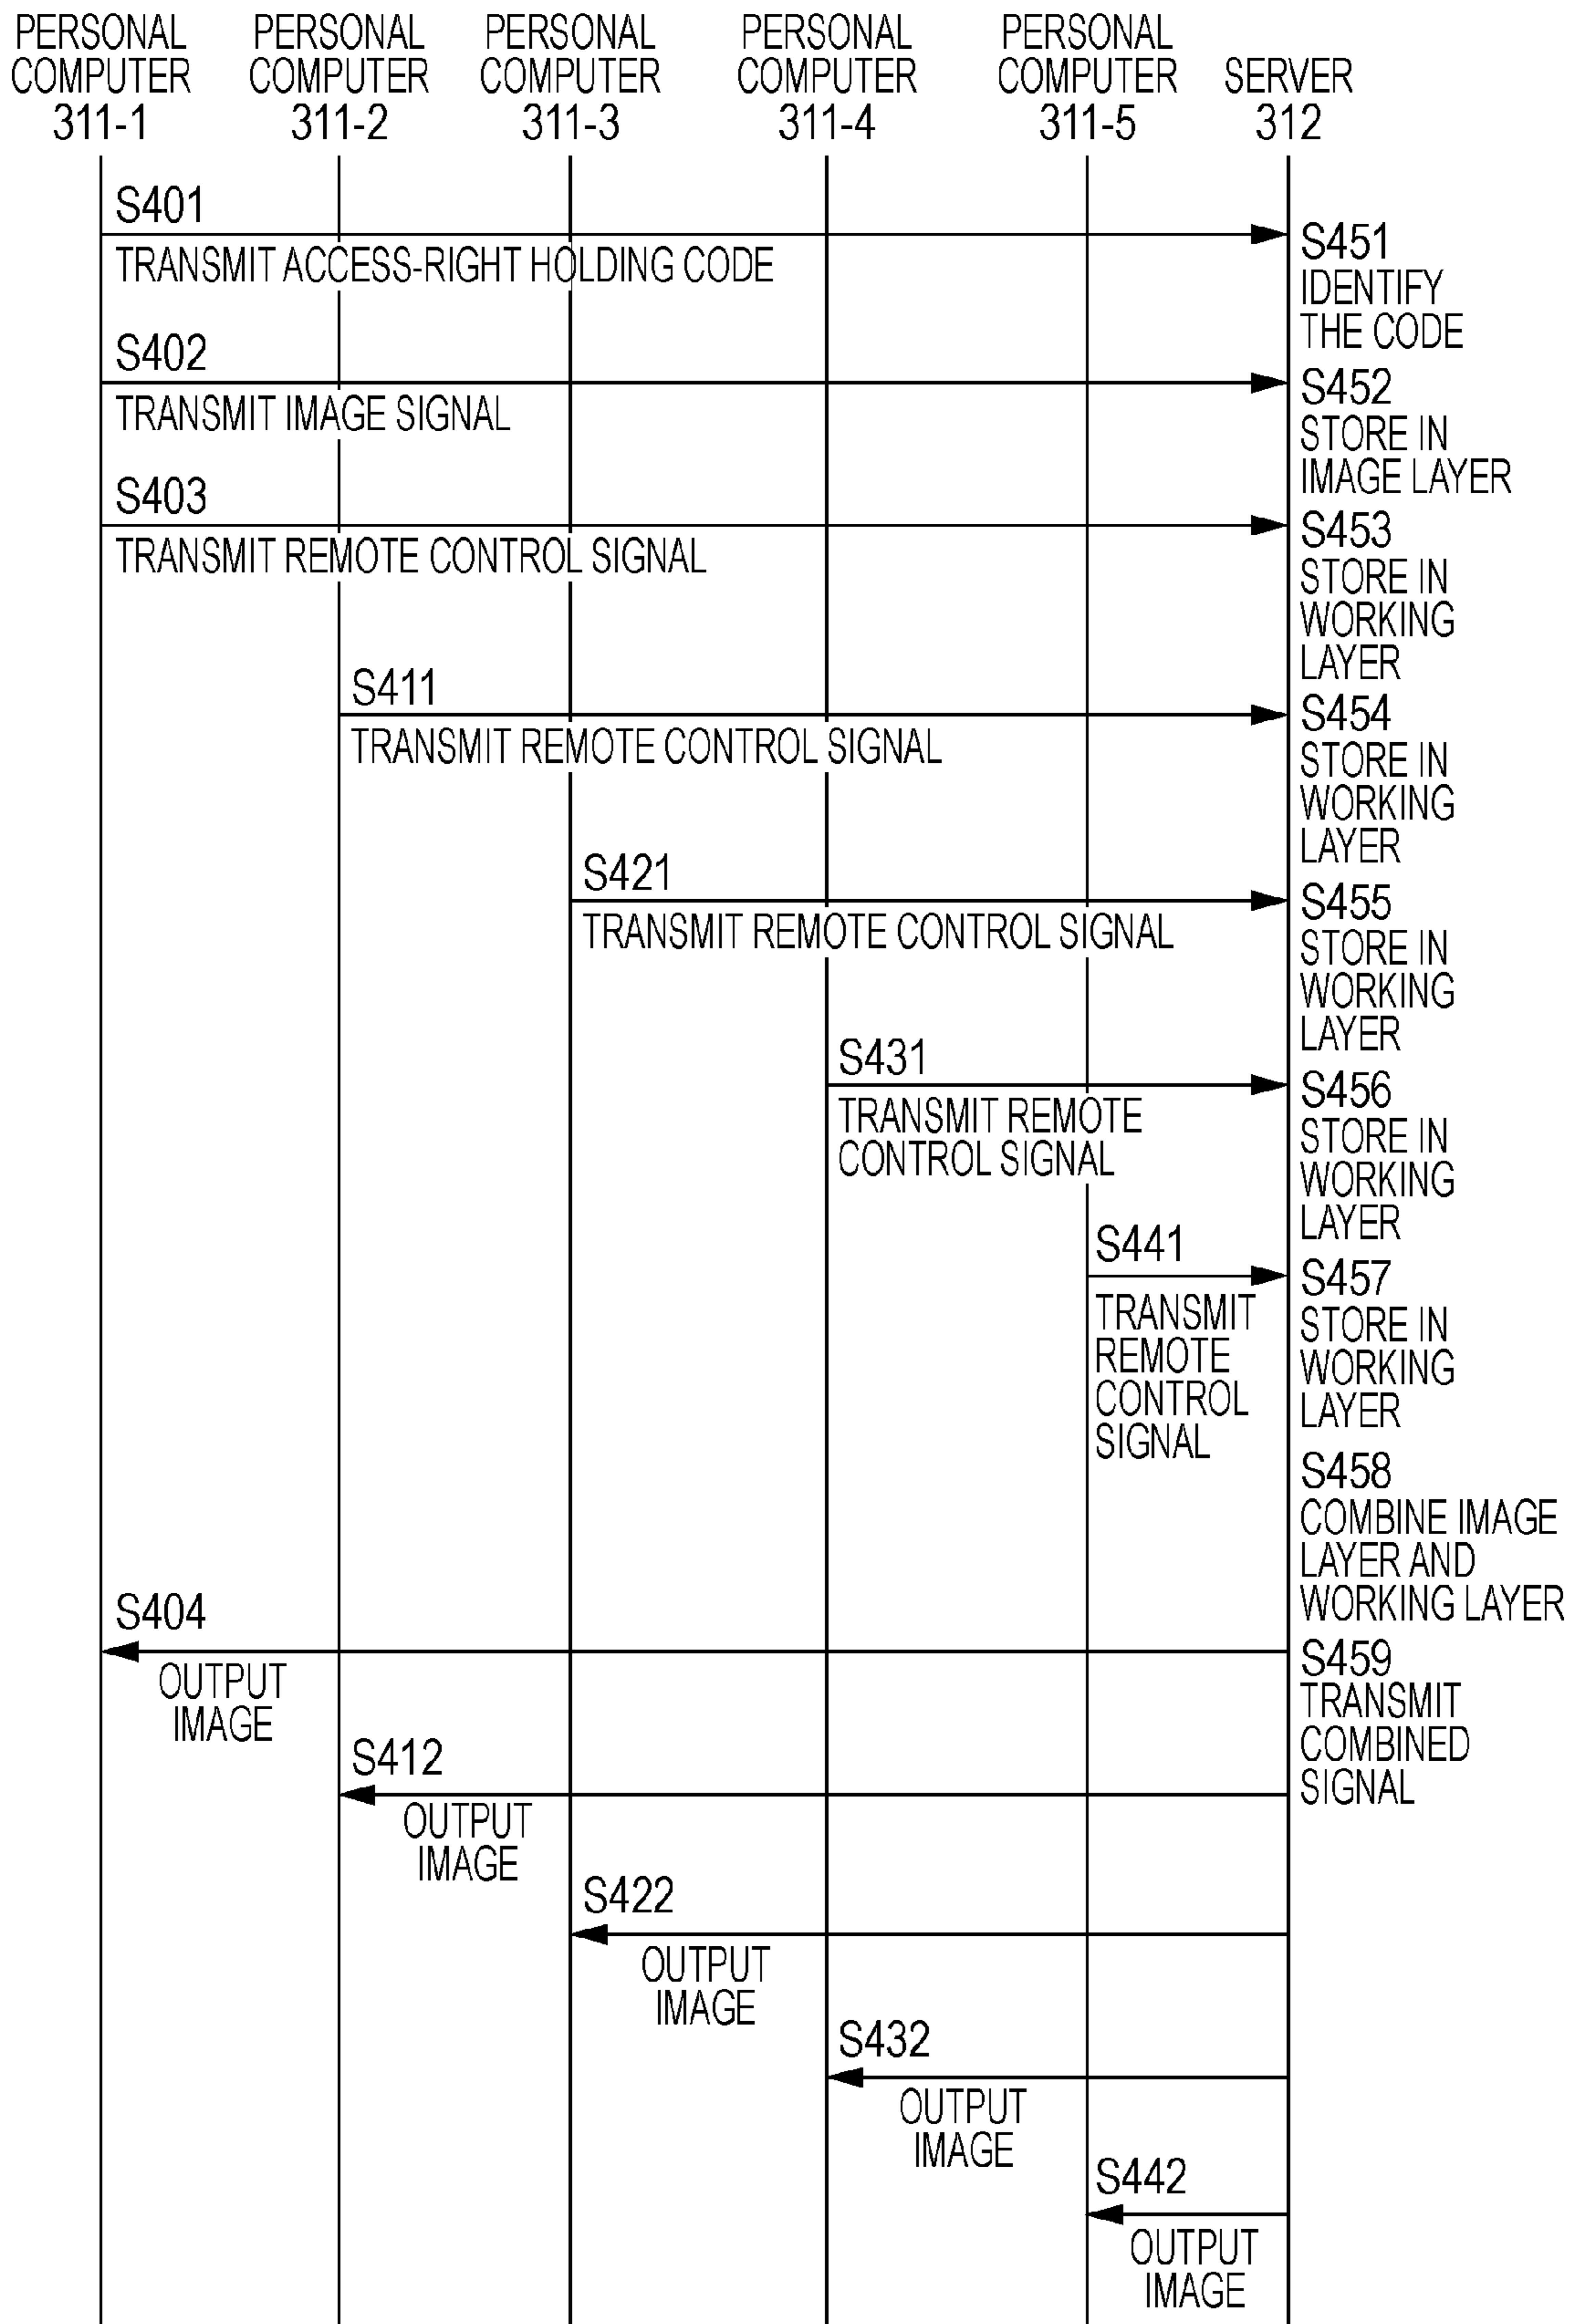 PERSONAL
COMPUTER
311-1
PERSONAL
COMPUTER
311-2
PERSONAL
COMPUTER
311-3
PERSONAL
COMPUTER
311-4
PERSONAL
COMPUTER
311-5
SERVER
312
S401
TRANSMIT ACCESS-RIGHT HOLDING CODE
S451
IDENTIFY
THE CODE
S402
TRANSMIT IMAGE SIGNAL
S452
STORE IN
IMAGE LAYER
S403
TRANSMIT REMOTE CONTROL SIGNAL
S453
STORE IN
WORKING
LAYER
S411
TRANSMIT REMOTE CONTROL SIGNAL
S454
STORE IN
WORKING
LAYER
S421
TRANSMIT REMOTE CONTROL SIGNAL
S455
STORE IN
WORKING
LAYER
S431
TRANSMIT REMOTE
CONTROL SIGNAL
S456
STORE IN
WORKING
LAYER
S441
TRANSMIT
REMOTE
CONTROL
SIGNAL
S457
STORE IN
WORKING
LAYER
S458
COMBINE IMAGE
LAYER AND
WORKING LAYER
S404
OUTPUT
IMAGE
S459
TRANSMIT
COMBINED
SIGNAL
S412
OUTPUT
IMAGE
S422
OUTPUT
IMAGE
S432
OUTPUT
IMAGE
S442
OUTPUT
IMAGE